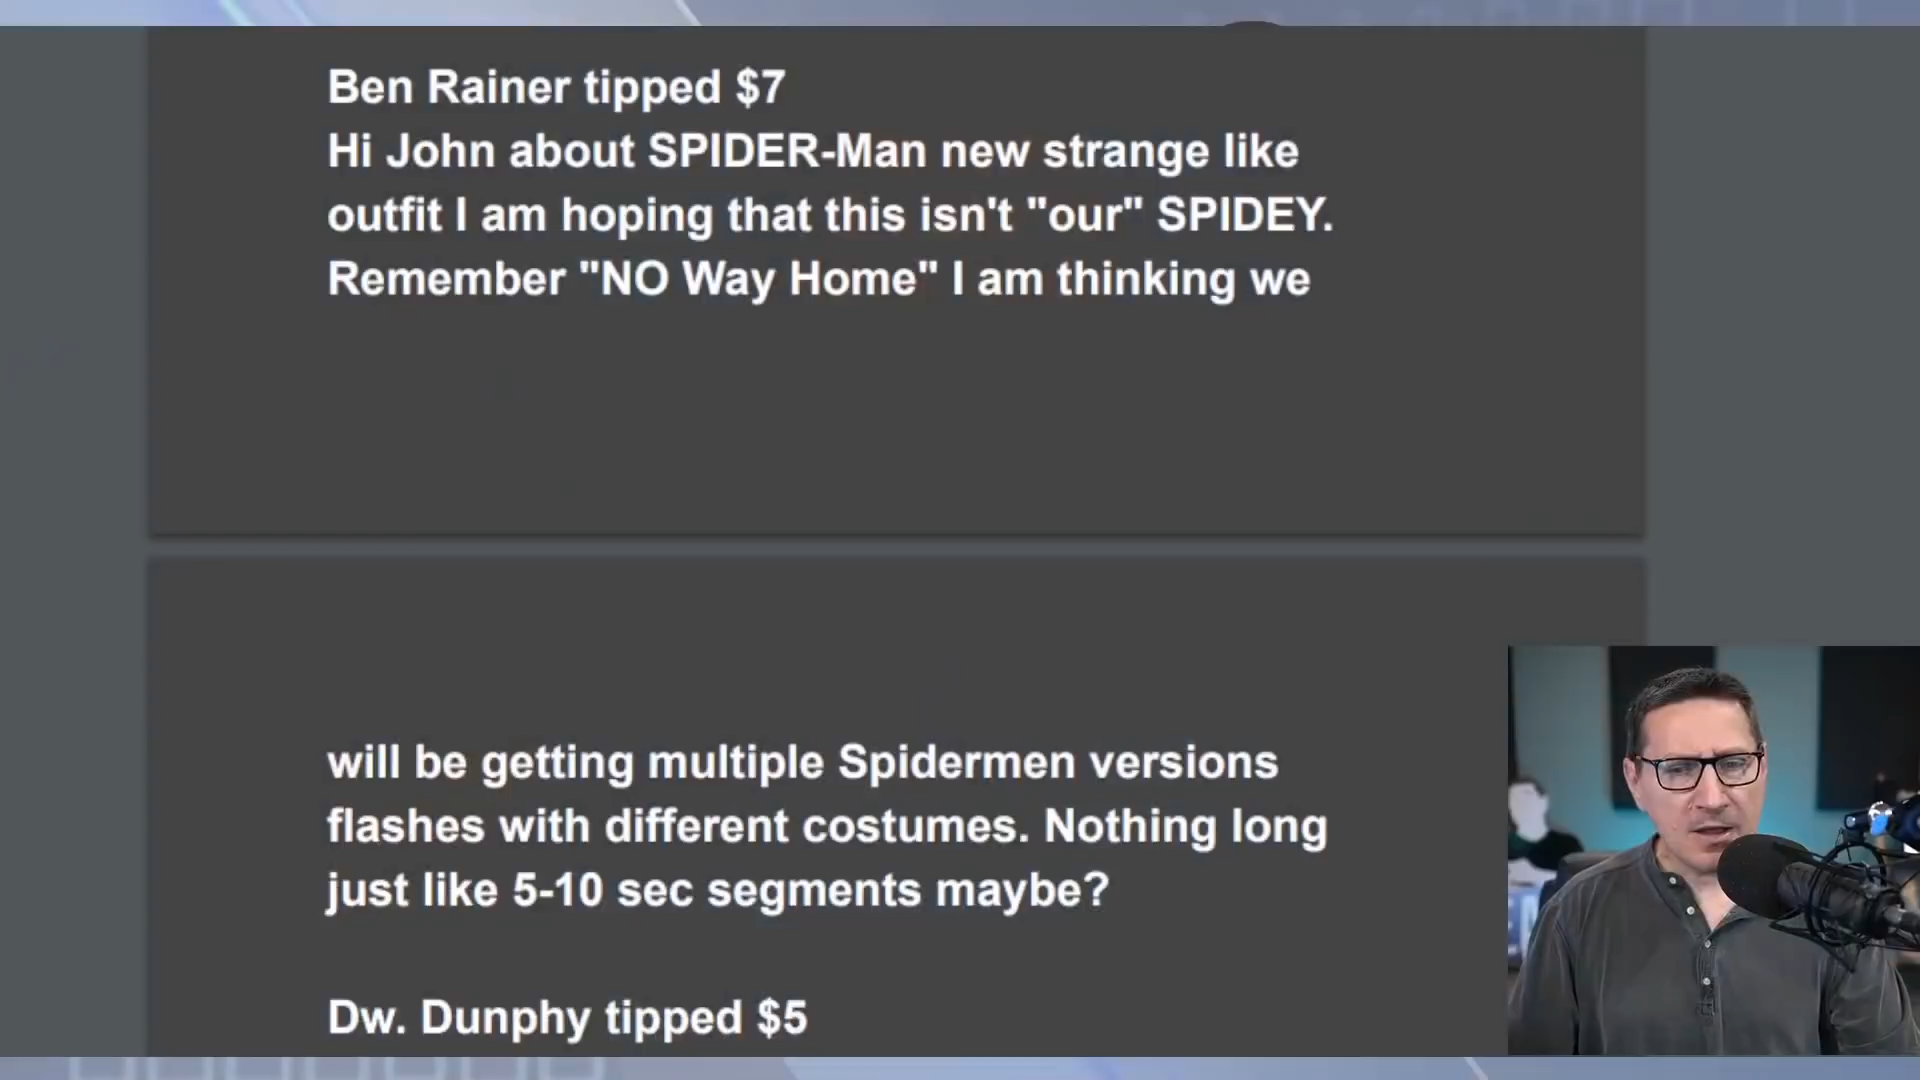 Ben Rainer tipped $7
Hi John about SPIDER-Man new strange like
outfit I am hoping that this isn't "our" SPIDEY.
Remember "NO Way Home" I am thinking we
will be getting multiple Spidermen versions
flashes with different costumes. Nothing long
just like 5-10 sec segments maybe?
Dw. Dunphy tipped $5